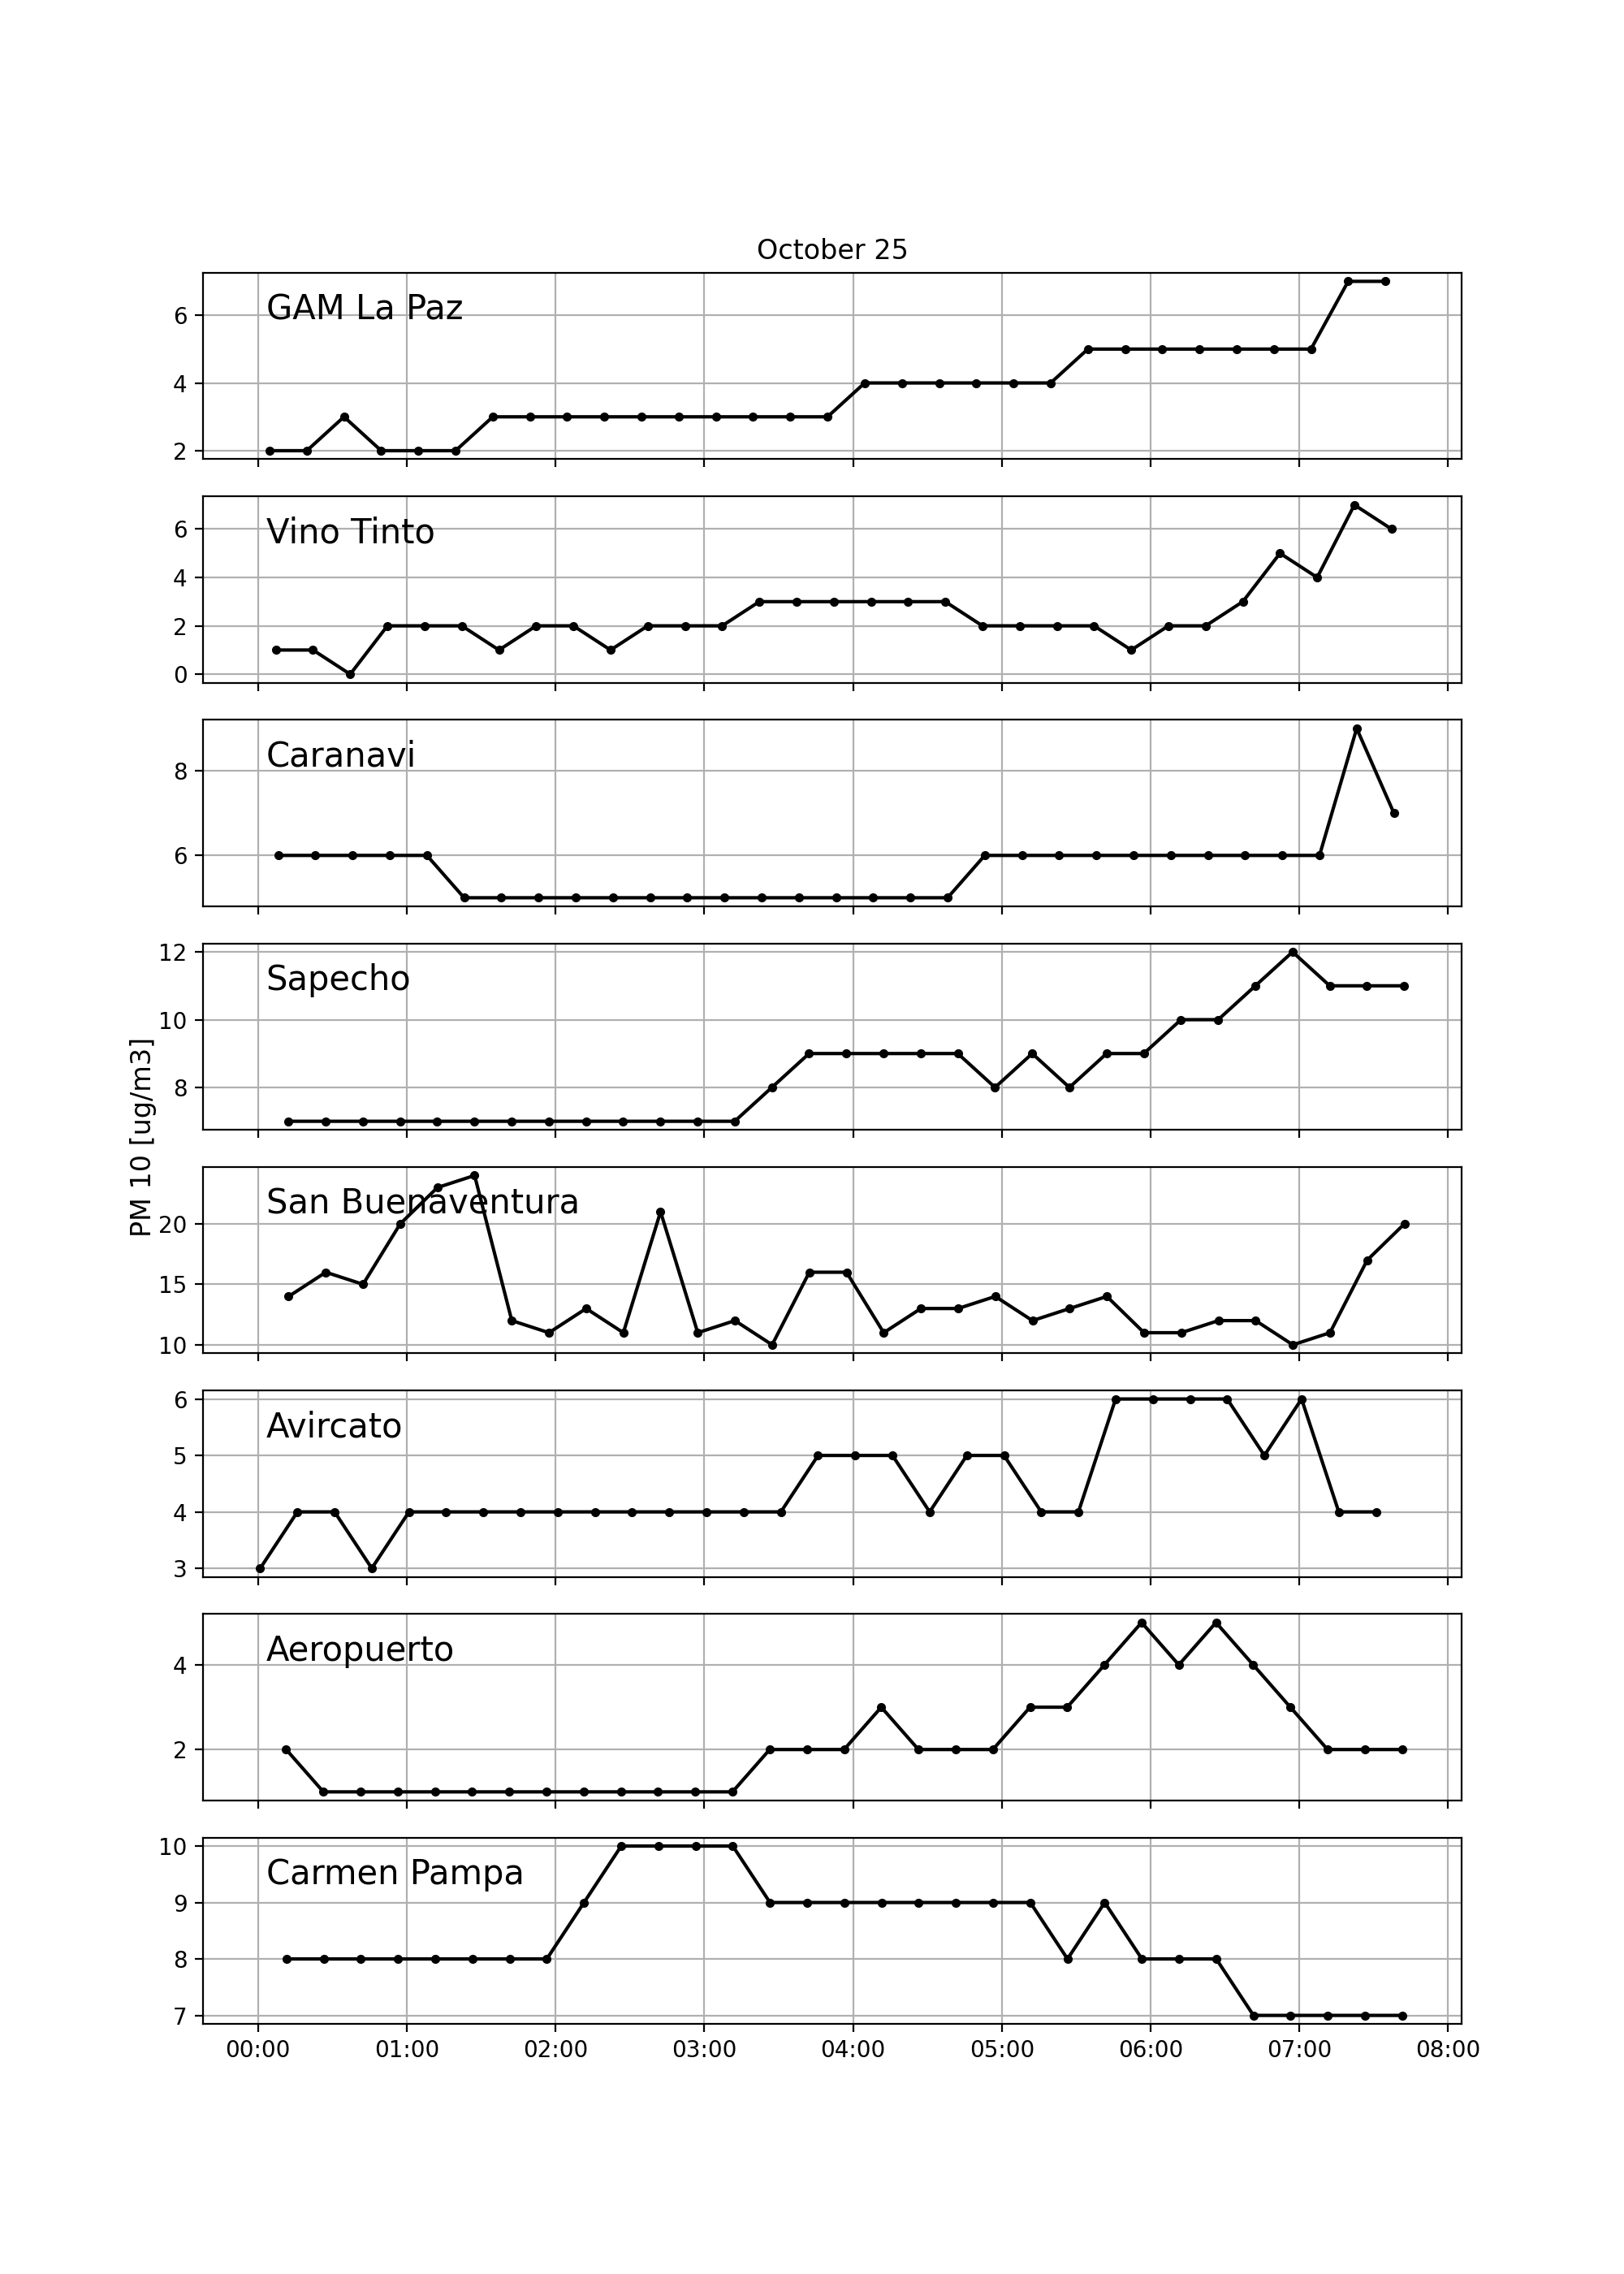 October 25
PM 10 [ug/m3]
GAM La Paz
6
4
2
Vino Tinto
6
4
2
0
Caranavi
8
6
Sapecho
12
10
8
San Buenaventura
20
15
10
Avircato
6
5
4
3
Aeropuerto
4
2
Carmen Pampa
10
9
8
7
00:00 01:00 02:00 03:00 04:00 05:00 06:00 07:00 08:00